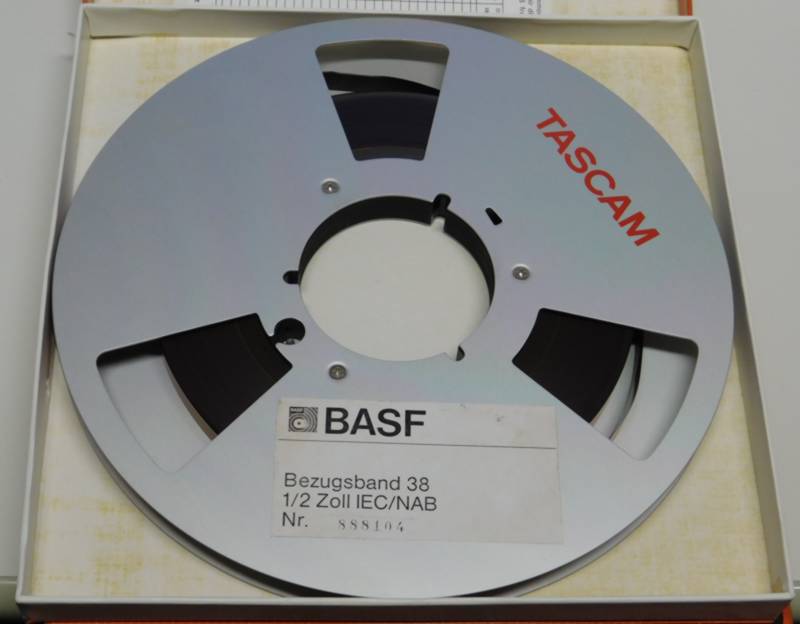 TASCAM
BASF
Bezugsband 38
1/2 Zoll IEC/NAB
Nr. 888104